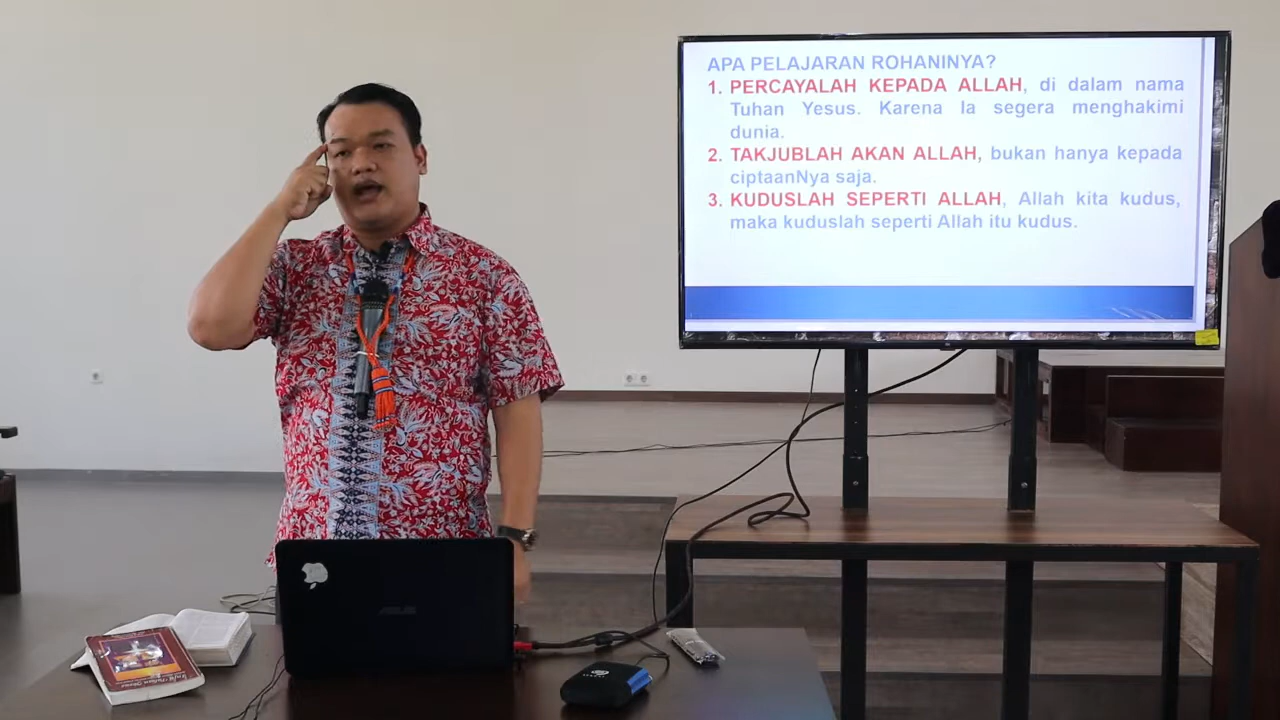 APA PELAJARAN ROHANINYA?
1. PERCAYALAH KEPADA ALLAH, di dalam nama
Tuhan Yesus. Karena Ia segera menghakimi
dunia.
2. TAKJUBLAH AKAN ALLAH, bukan hanya kepada
ciptaanNya saja.
3. KUDUSLAH SEPERTI ALLAH, Allah kita kudus,
maka kuduslah seperti Allah itu kudus.
ASUS